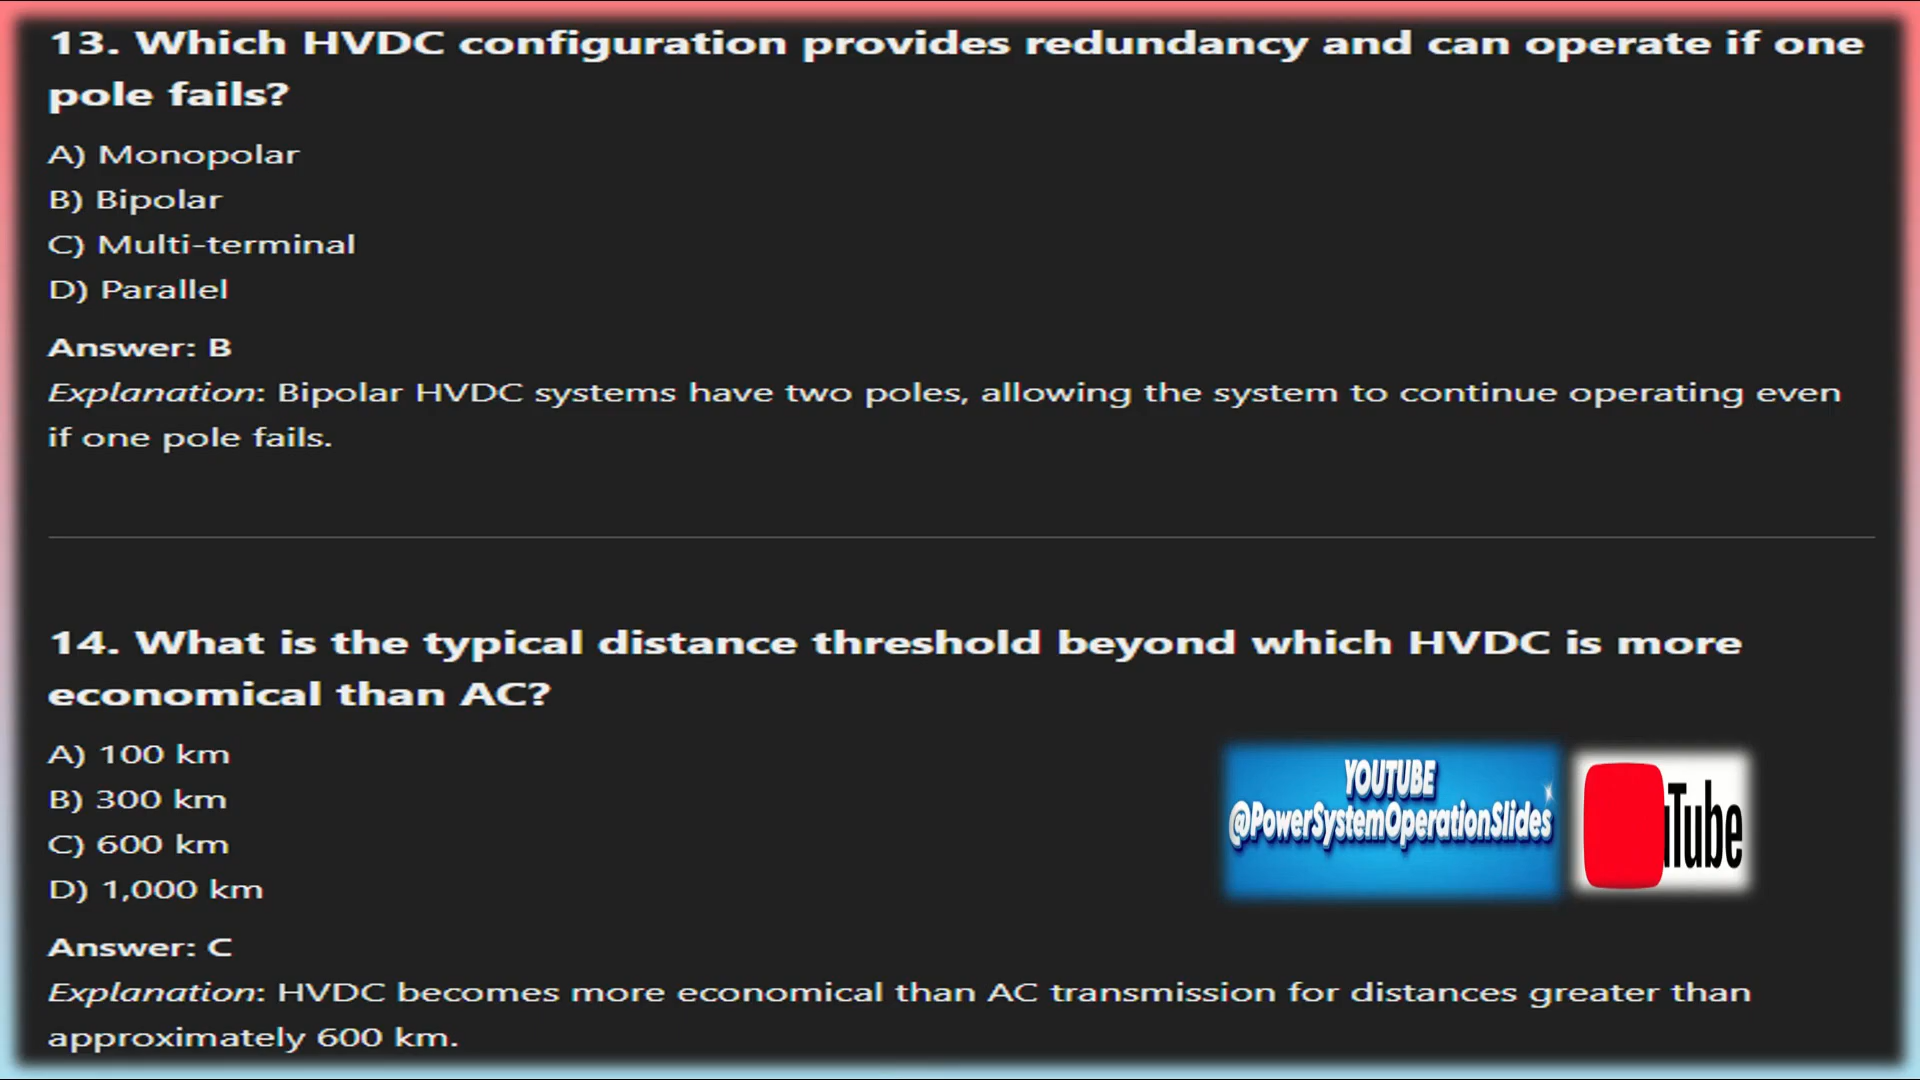 13. Which HVDC configuration provides redundancy and can operate if one
pole fails?
A) Monopolar
B) Bipolar
C) Multi-terminal
D) Parallel
Answer: B
Explanation: Bipolar HVDC systems have two poles, allowing the system to continue operating even
if one pole fails.
14. What is the typical distance threshold beyond which HVDC is more
economical than AC?
A) 100 km
B) 300 km
C) 600 km
D) 1,000 km
YOUTUBE
@PowerSystemOperationSlides
Tube
Answer: C
Explanation: HVDC becomes more economical than AC transmission for distances greater than
approximately 600 km.